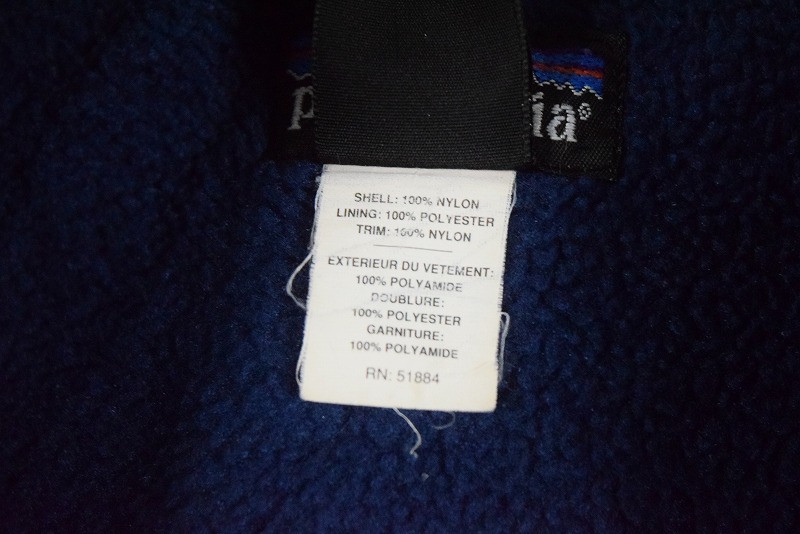 p
ia®
SHELL: 100% NYLON
LINING: 100% POLYESTER
TRIM: 100% NYLON
EXTERIEUR DU VETEMENT:
100% POLYAMIDE
DOUBLURE:
100% POLYESTER
GARNITURE:
100% POLYAMIDE
RN: 51884